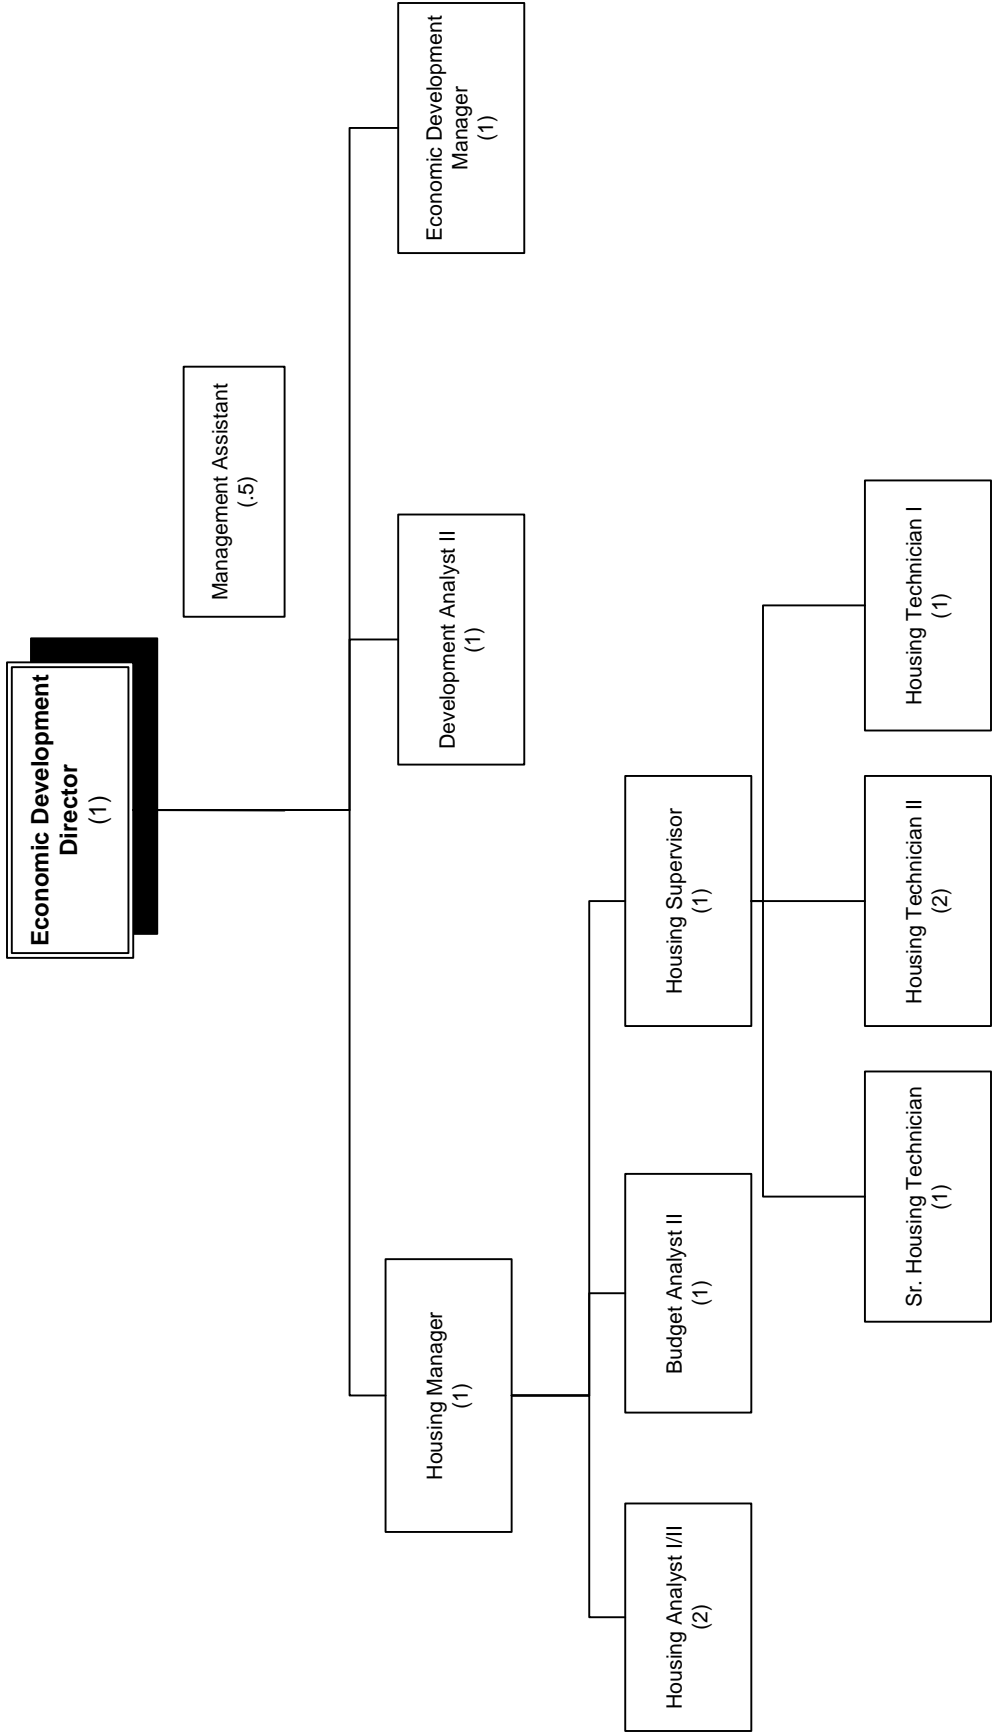 Economic Development
Director
(1)
Management Assistant
(.5)
Housing Manager
(1)
Development Analyst II
(1)
Economic Development
Manager
(1)
Housing Analyst I/II
(2)
Budget Analyst II
(1)
Housing Supervisor
(1)
Sr. Housing Technician
(1)
Housing Technician II
(2)
Housing Technician I
(1)